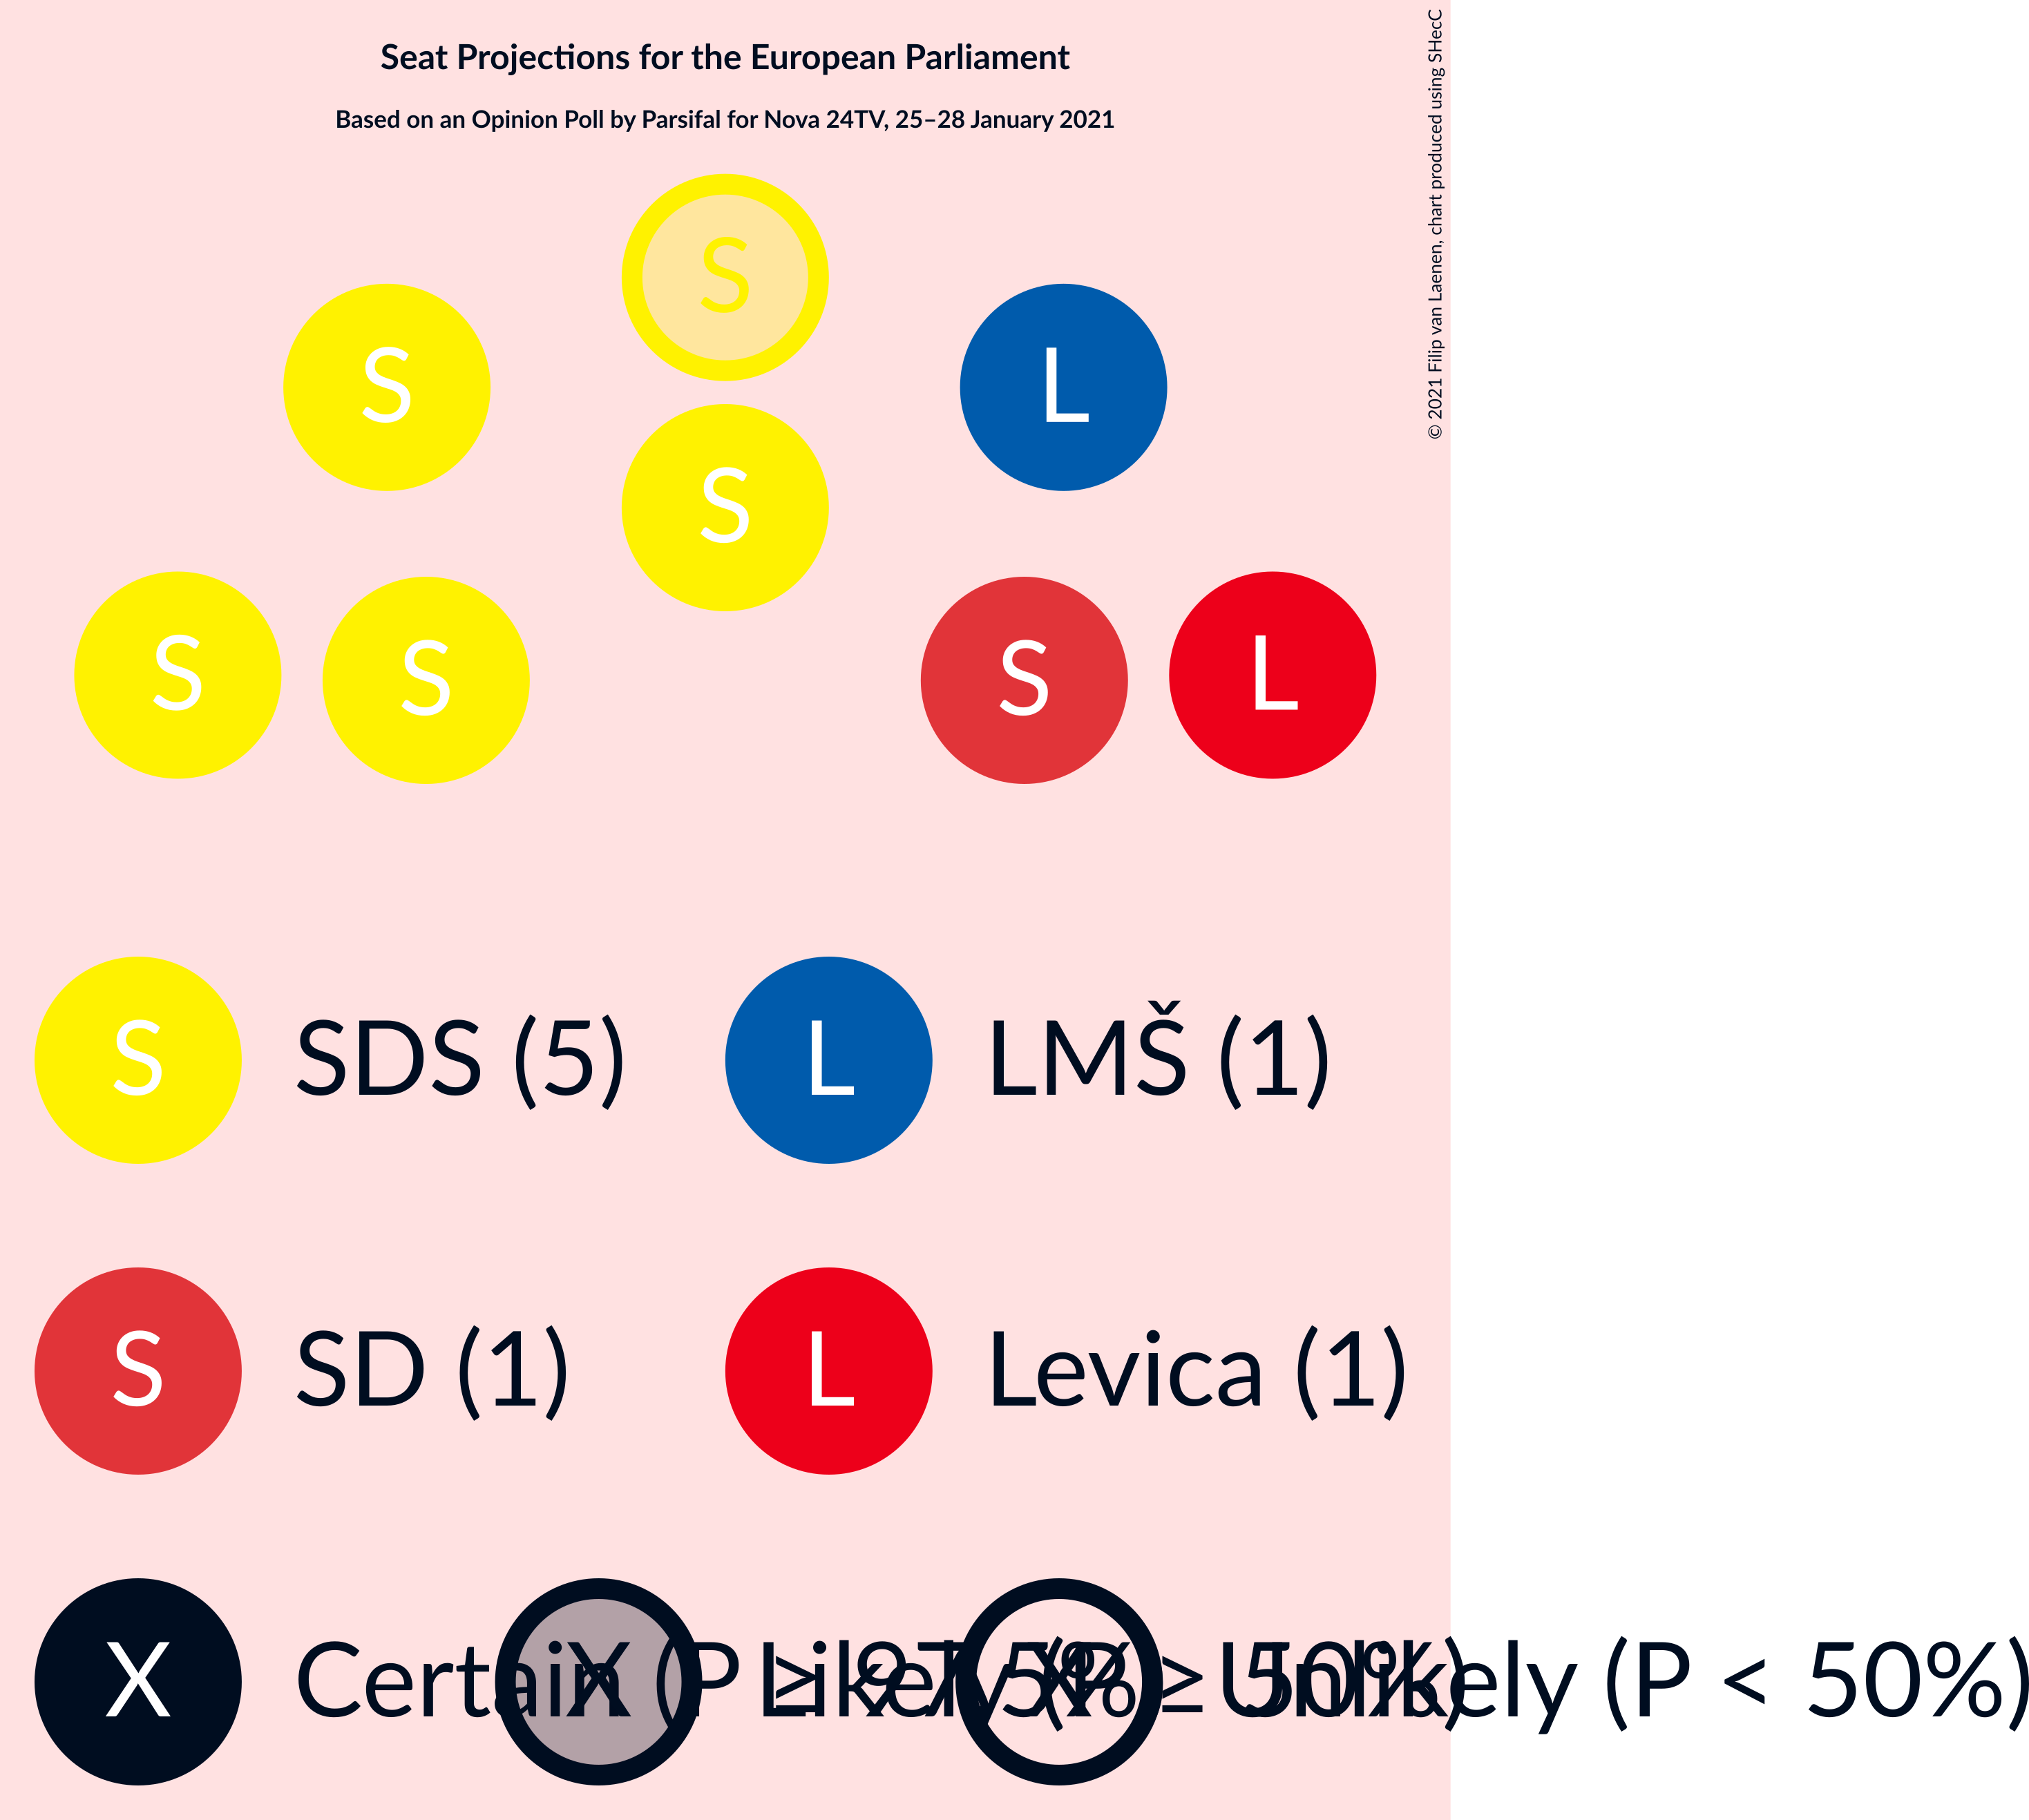 Seat Projections for the European Parliament
Based on an Opinion Poll by Parsifal for Nova 24TV, 25–28 January 2021
© 2021 Filip van Laenen, chart produced using SHecC
S
S
L
S
S
S
S
L
S SDS (5) L LMŠ (1)
S SD (1) L Levica (1)
X Certain (P ≥ 97.5%) X Likely (P ≥ 50%) X Unlikely (P < 50%)